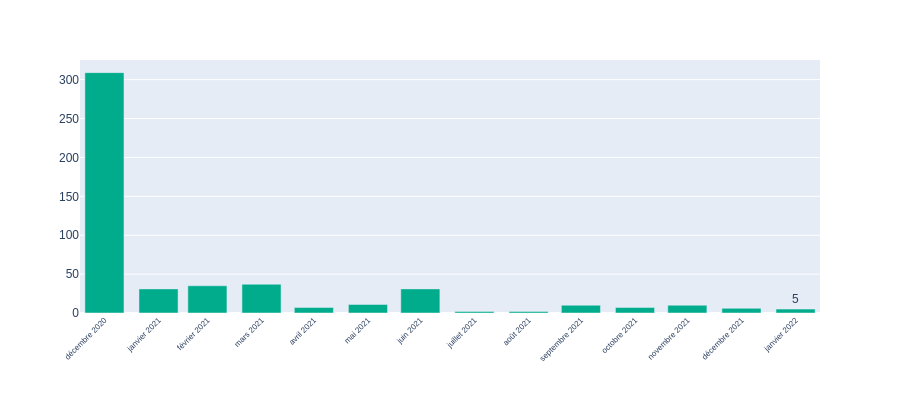 300
250
200
150
100
50
0
5
décembre 2020
janvier 2021
février 2021
mars 2021
avril 2021
mai 2021
juin 2021
juillet 2021
août 2021
septembre 2021
octobre 2021
novembre 2021
décembre 2021
janvier 2022